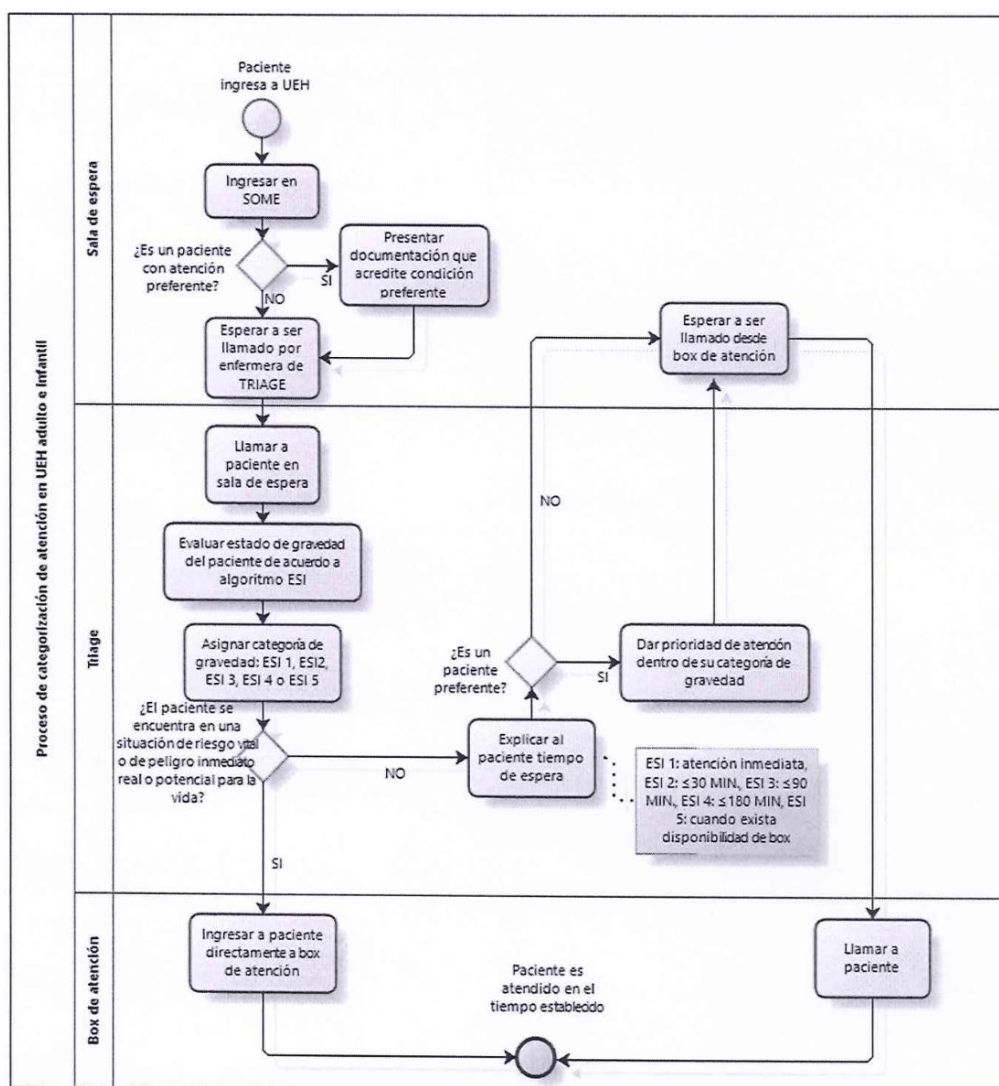 Proceso de categorización de atención en UEH adulto e infantil
Sala de espera
Paciente
ingresa a UEH
Ingresar en
SOME
¿Es un paciente
con atención
preferente?
SI
NO
Presentar
documentación que
acredite condición
preferente
Esperar a ser
llamado por
enfermera de
TRIAGE
Esperar a ser
llamado desde
box de atención
Triage
Llamar a
paciente en
sala de espera
Evaluar estado de gravedad
del paciente de acuerdo a
algoritmo ESI
Asignar categoría de
gravedad: ESI 1, ESI2,
ESI 3, ESI 4 o ESI 5
¿El paciente se
encuentra en una
situación de riesgo vital
o de peligro inmediato
real o potencial para la
vida?
NO
SI
Explicar al
paciente tiempo
de espera
¿Es un
paciente
preferente?
NO
SI
Dar prioridad de atención
dentro de su categoría de
gravedad
ESI 1: atención inmediata,
ESI 2: ≤30 MIN, ESI 3: ≤90
MIN, ESI 4: ≤180 MIN, ESI
5: cuando exista
disponibilidad de box
Box de atención
Ingresar a paciente
directamente a box
de atención
Paciente es
atendido en el
tiempo establecido
Llamar a
paciente